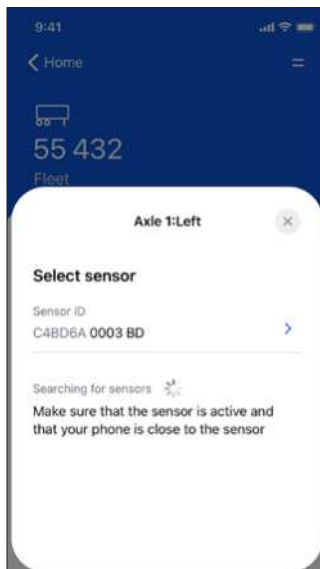 9:41
Home
55 432
Fleet
Axle 1:Left
Select sensor
Sensor ID
C4BD6A 0003 BD
Searching for sensors
Make sure that the sensor is active and
that your phone is close to the sensor